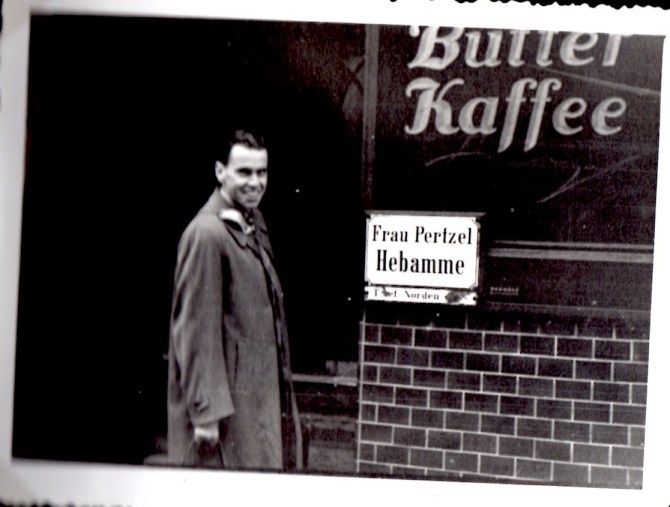 Butter
Kaffee
Frau Pertzel
Hebamme
Norden